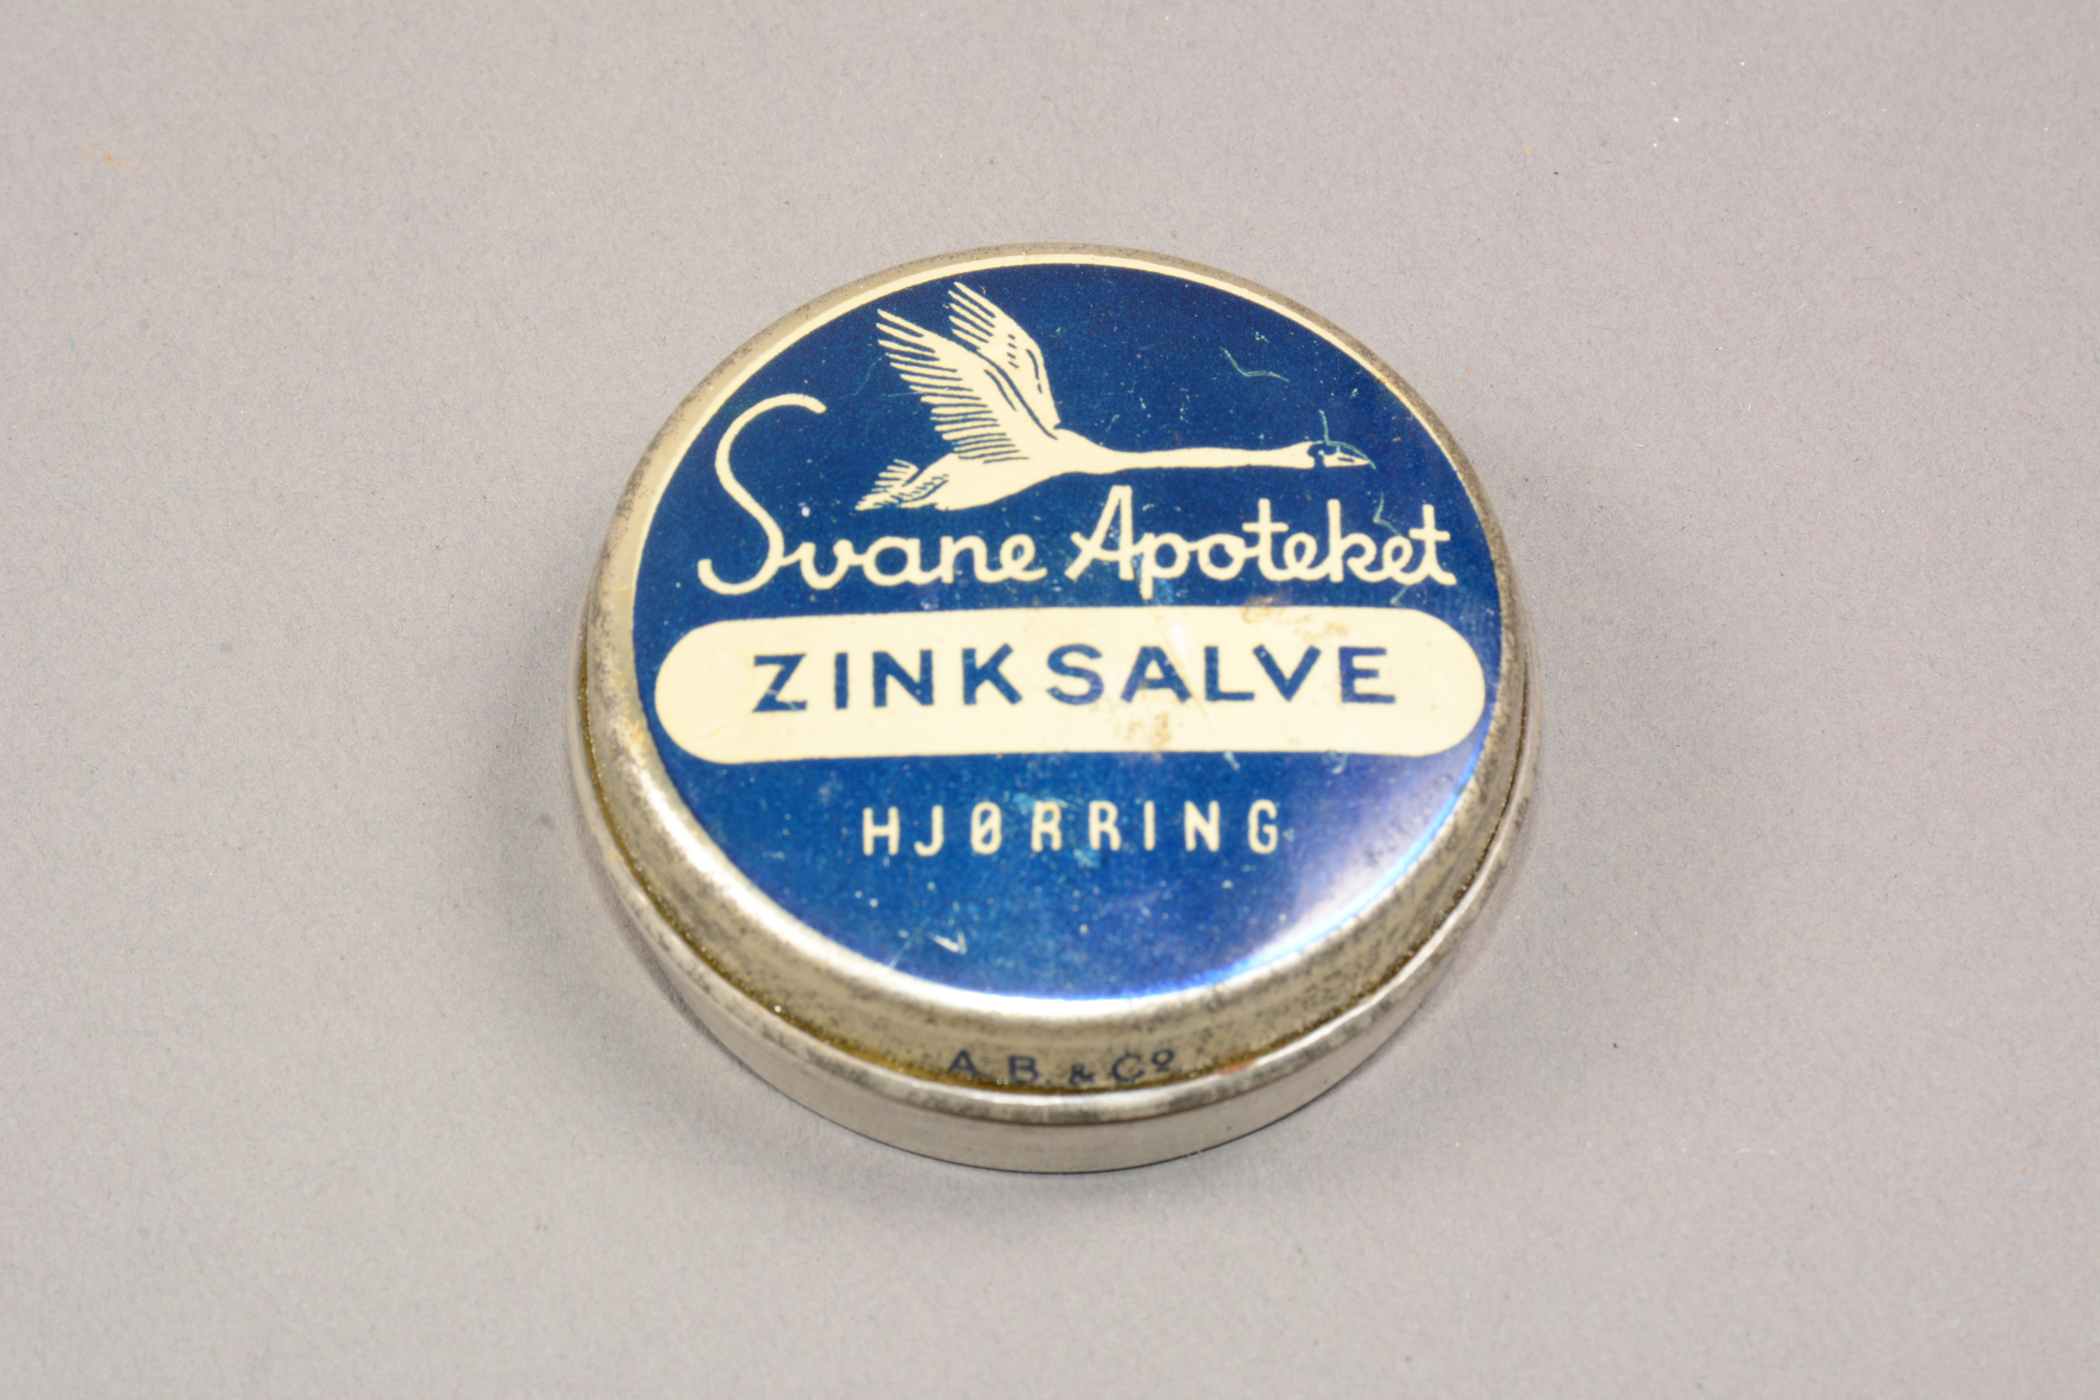 Svane Apoteket
ZINKSALVE
HJØRRING
A. B. & Cº